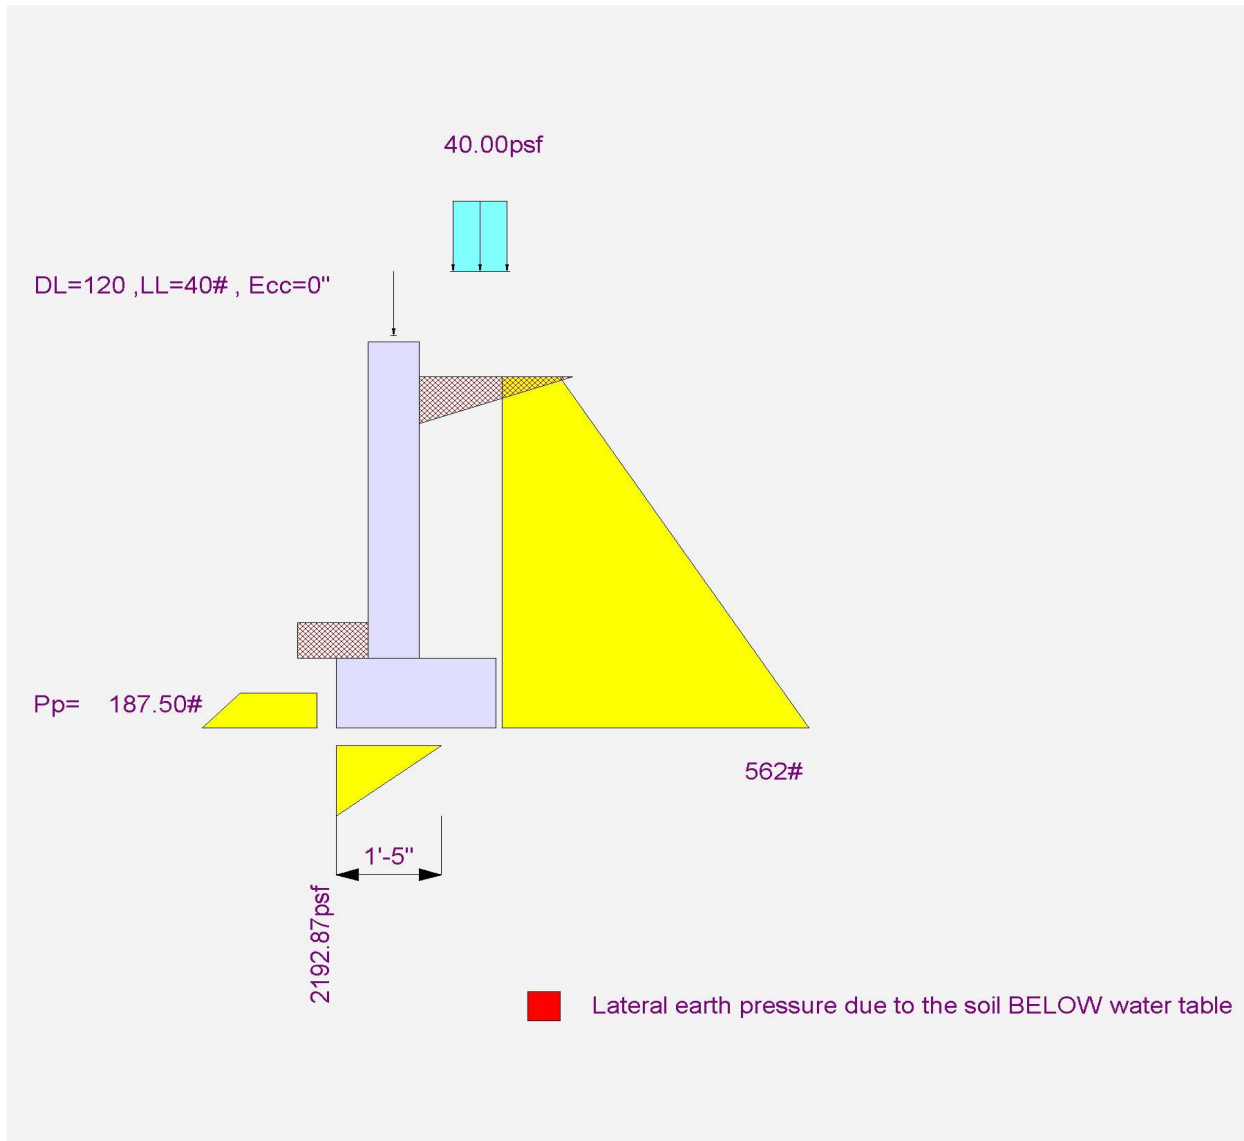 40.00psf
DL=120 ,LL=40# , Ecc=0"
Pp= 187.50#
562#
1'-5"
2192.87psf
Lateral earth pressure due to the soil BELOW water table